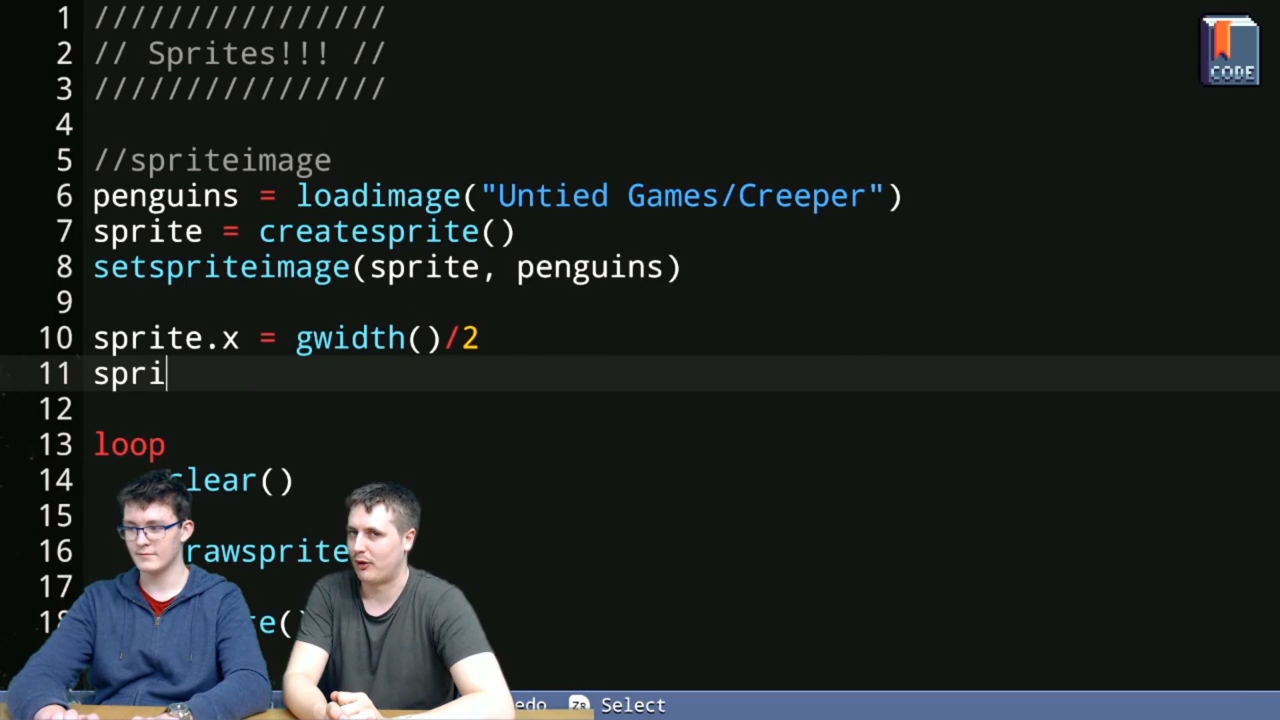 1 ////////////////
2 // Sprites!!! //
3 ////////////////
4
5 //spriteimage
6 penguins = loadimage("Untied Games/Creeper")
7 sprite = createsprite()
8 setspriteimage(sprite, penguins)
9
10 sprite.x = gwidth()/2
11 spri
12
13 loop
14 clear()
15
16 rawsprite
17
CODE
Select